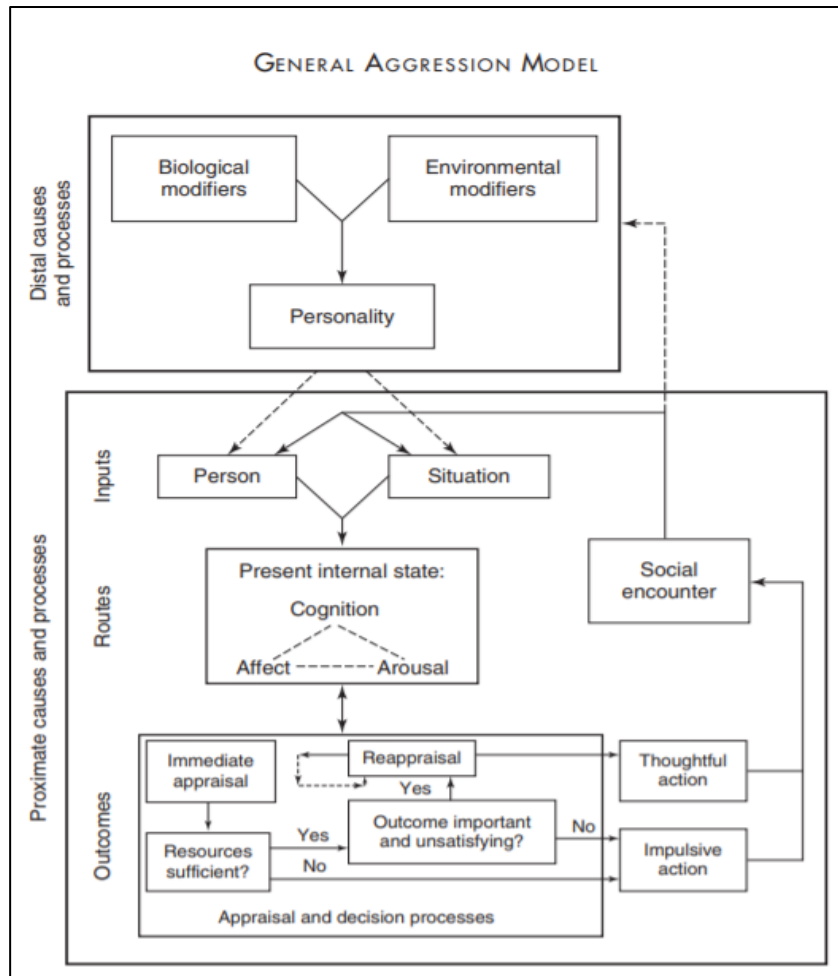 GENERAL AGGRESSION MODEL
Distal causes
and processes
Biological
modifiers
Environmental
modifiers
Personality
Proximate causes and processes
Inputs
Person
Situation
Routes
Present internal state:
Cognition
Affect
Arousal
Social
encounter
Outcomes
Immediate
appraisal
Reappraisal
Thoughtful
action
Yes
Resources
sufficient?
Yes
No
Outcome important
and unsatisfying?
No
Impulsive
action
Appraisal and decision processes